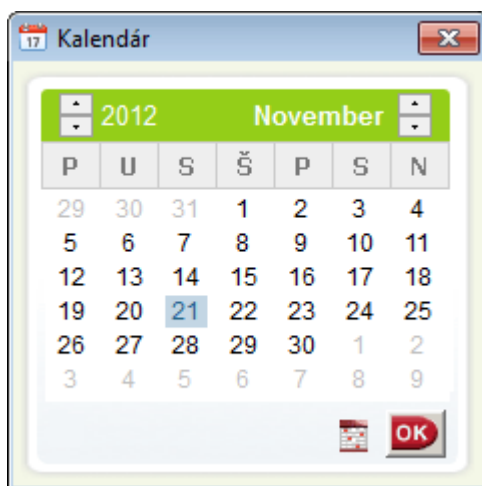 17 Kalendár
2012 November
P U S Š P S N
29 30 31 1 2 3 4
5 6 7 8 9 10 11
12 13 14 15 16 17 18
19 20 21 22 23 24 25
26 27 28 29 30 1 2
3 4 5 6 7 8 9
OK